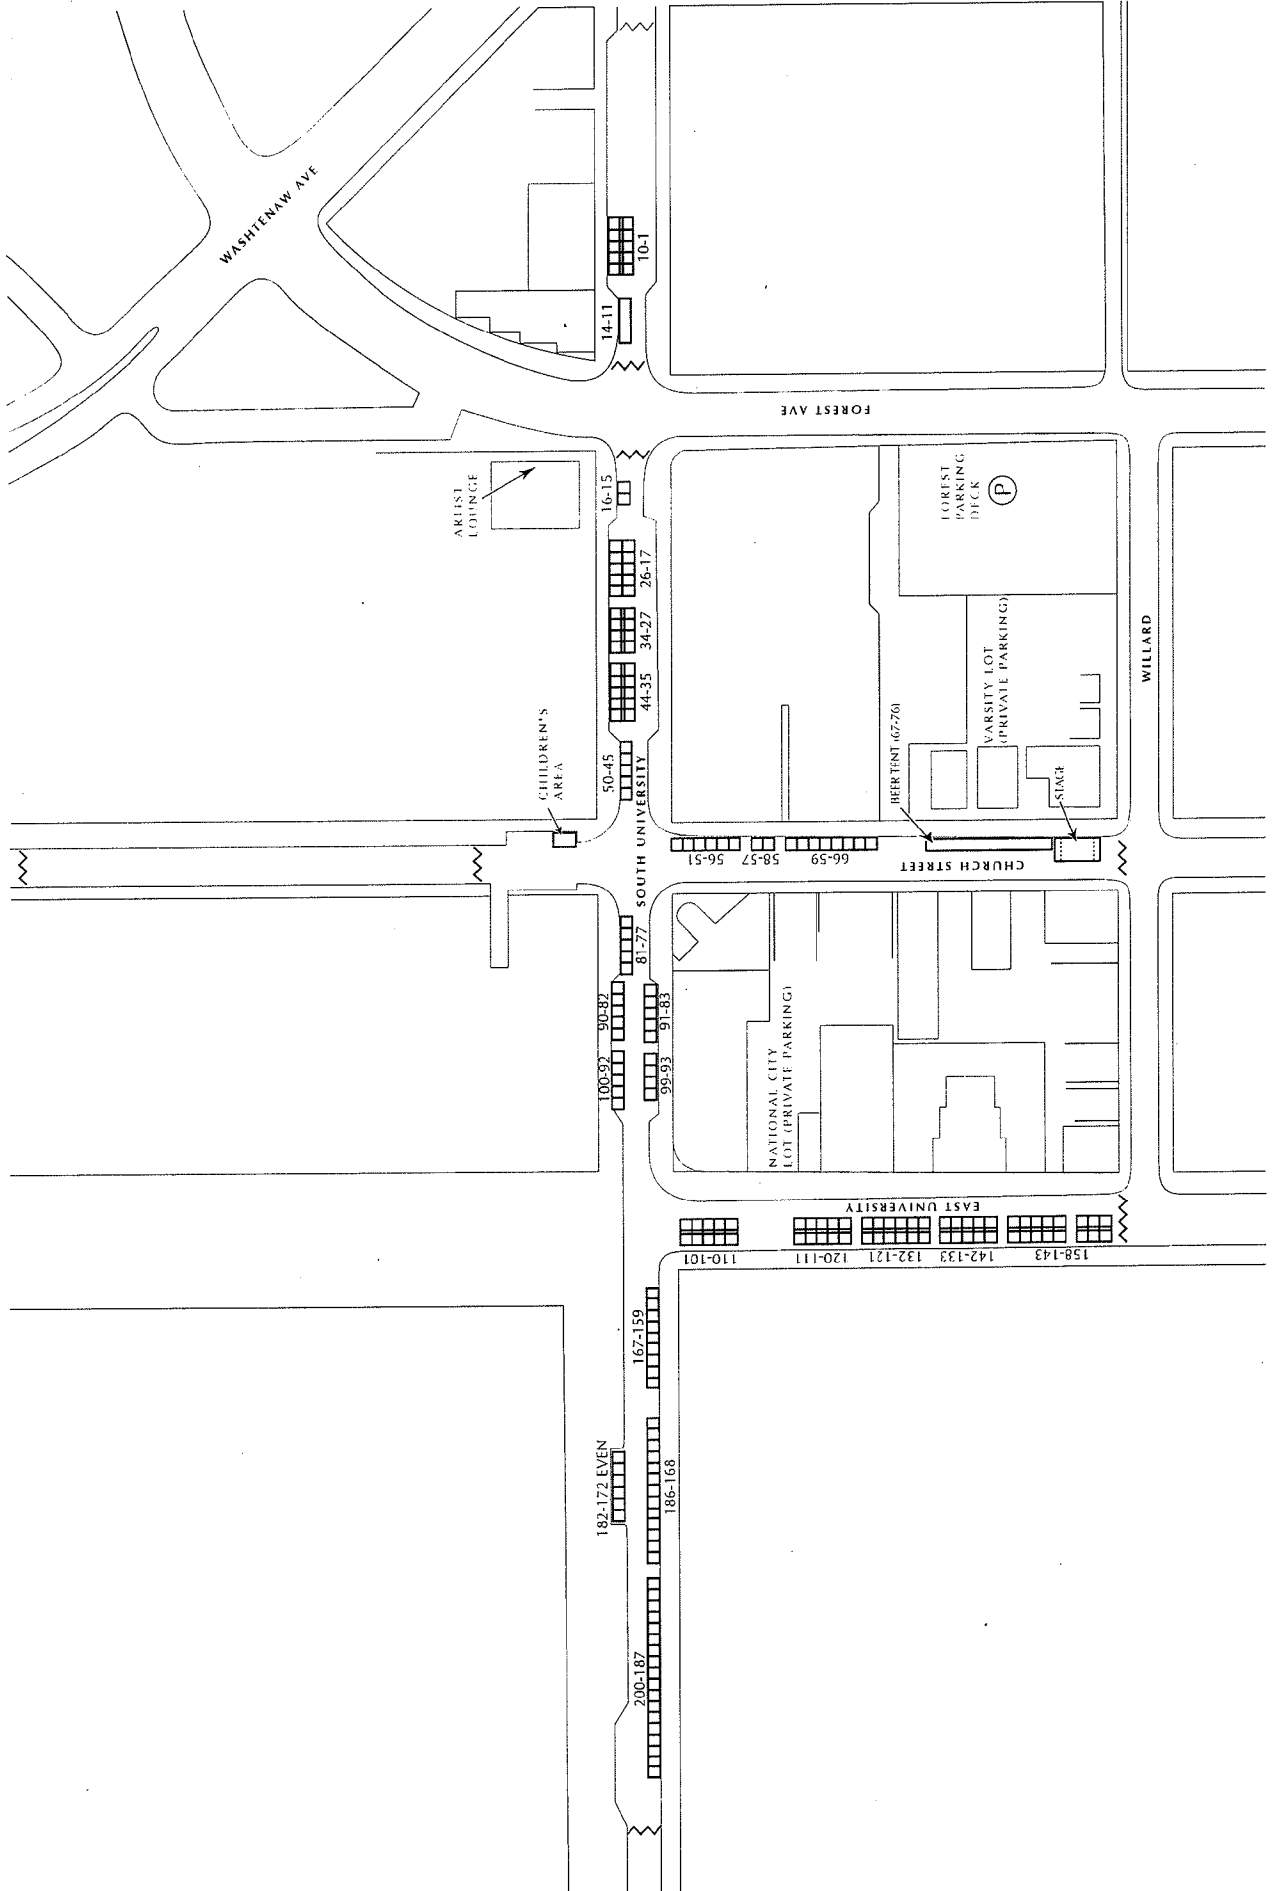 WASHTENAW AVE
10-1
14-11
FOREST AVE
ARTIST
LOUNGE
16-15
26-17
34-27
44-35
50-45
CHILDREN'S
AREA
SOUTH UNIVERSITY
FOREST
PARKING
DECK
P
VARSITY LOT
(PRIVATE PARKING)
WILLARD
BEER TENT (67-76)
STAGE
56-51
58-57
66-59
CHURCH STREET
81-77
90-82
91-83
100-92
99-93
NATIONAL CITY
LOT (PRIVATE PARKING)
EAST UNIVERSITY
110-101
120-111
132-121
142-133
158-143
167-159
182-172 EVEN
186-168
200-187